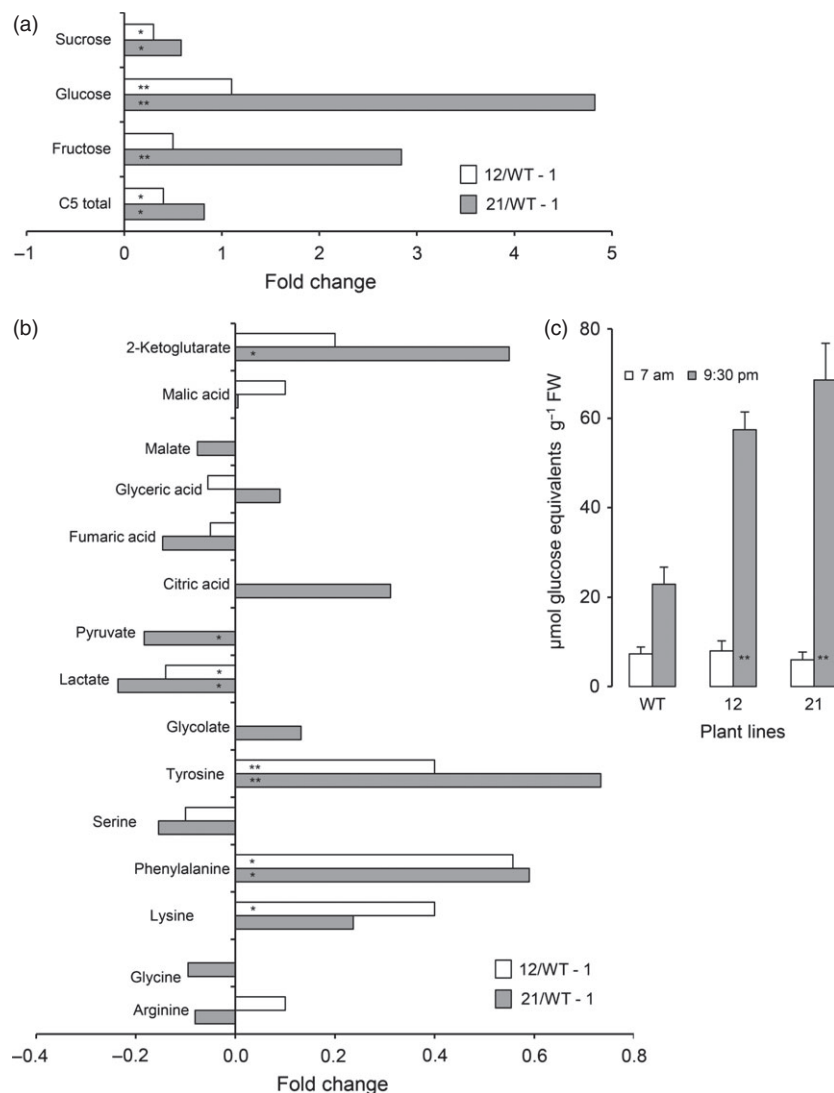 (a)
Sucrose
*
*
Glucose
**
**
Fructose
**
C5 total
*
*
12/WT - 1
21/WT - 1
–1 0 1 2 3 4 5
Fold change
(b)
2-Ketoglutarate
*
Malic acid
Malate
Glyceric acid
Fumaric acid
Citric acid
Pyruvate
*
Lactate
*
*
Glycolate
Tyrosine
**
**
Serine
Phenylalanine
*
*
Lysine
*
Glycine
Arginine
12/WT - 1
21/WT - 1
–0.4 –0.2 0.0 0.2 0.4 0.6 0.8
Fold change
(c)
µmol glucose equivalents g⁻¹ FW
80
60
40
20
0
7 am 9:30 pm
** **
WT 12 21
Plant lines